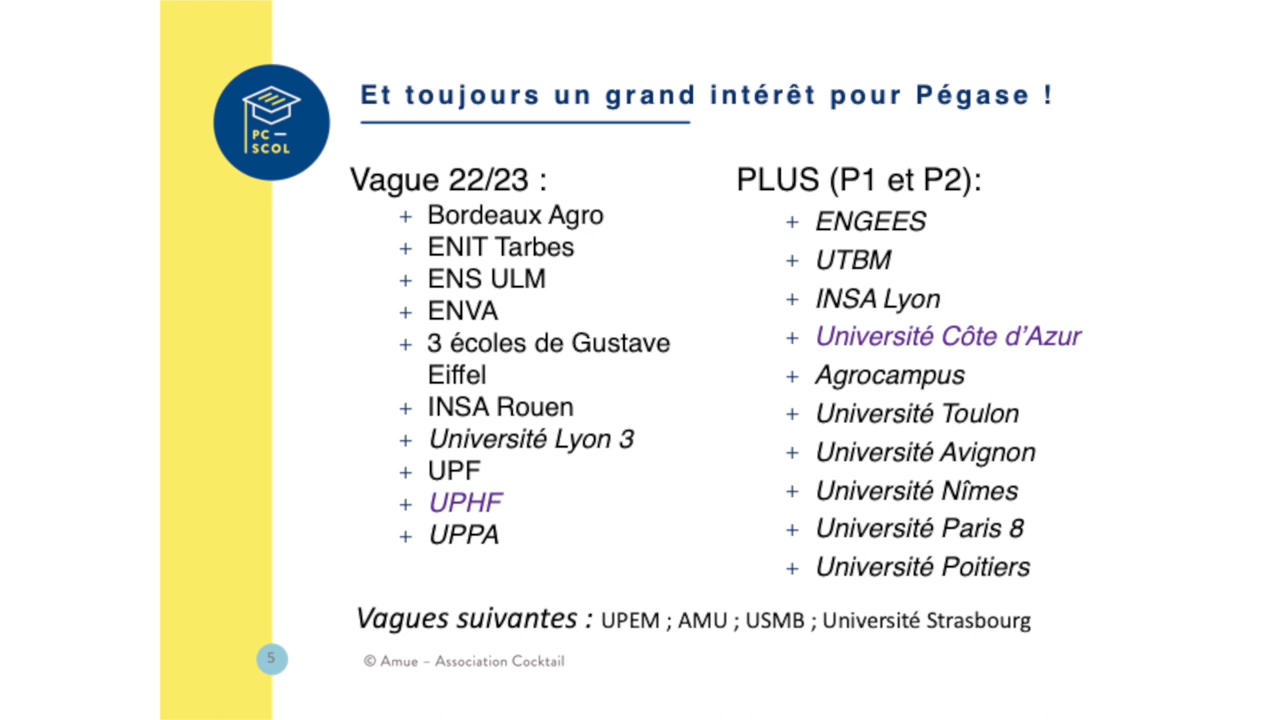 PC –
SCOL
Et toujours un grand intérêt pour Pégase !
Vague 22/23 :
+ Bordeaux Agro
+ ENIT Tarbes
+ ENS ULM
+ ENVA
+ 3 écoles de Gustave
Eiffel
+ INSA Rouen
+ Université Lyon 3
+ UPF
+ UPHF
+ UPPA
PLUS (P1 et P2):
+ ENGEES
+ UTBM
+ INSA Lyon
+ Université Côte d’Azur
+ Agrocampus
+ Université Toulon
+ Université Avignon
+ Université Nîmes
+ Université Paris 8
+ Université Poitiers
Vagues suivantes : UPEM ; AMU ; USMB ; Université Strasbourg
5
© Amue – Association Cocktail